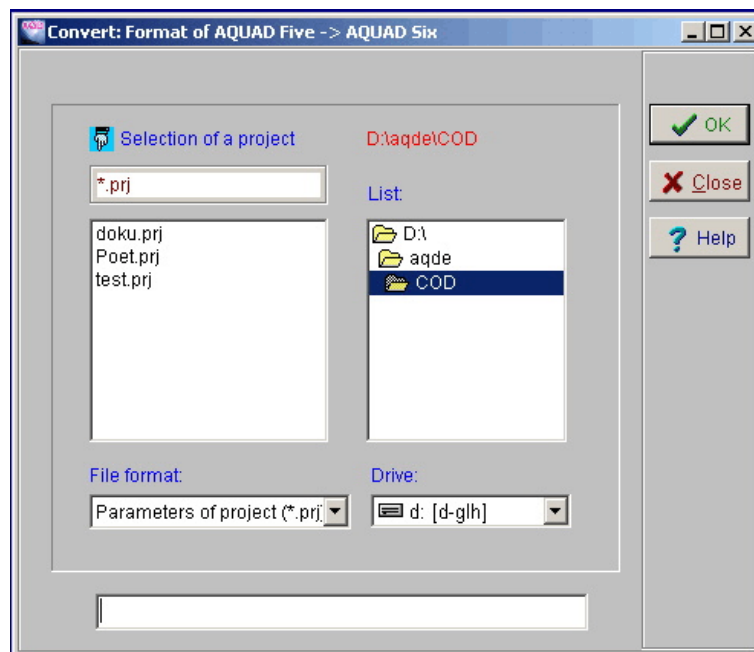 Convert: Format of AQUAD Five -> AQUAD Six
Selection of a project
D:\aqde\COD
*.prj
List:
doku.prj
Poet.prj
test.prj
D:\
aqde
COD
File format:
Drive:
Parameters of project (*.prj
d: [d-glh]
OK
Close
Help